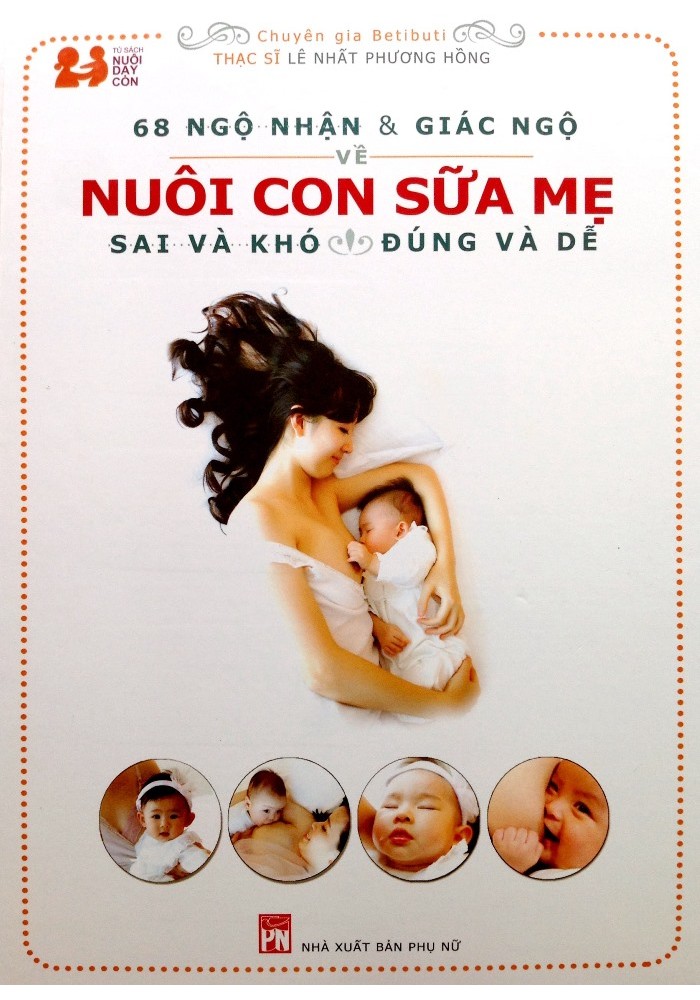 Chuyên gia Betibuti
THẠC SĨ LÊ NHẤT PHƯƠNG HỒNG
TỦ SÁCH
NUÔI
DẠY
CON
68 NGỘ NHẬN & GIÁC NGỘ
VỀ
NUÔI CON SỮA MẸ
SAI VÀ KHÓ ĐÚNG VÀ DỄ
PN NHÀ XUẤT BẢN PHỤ NỮ